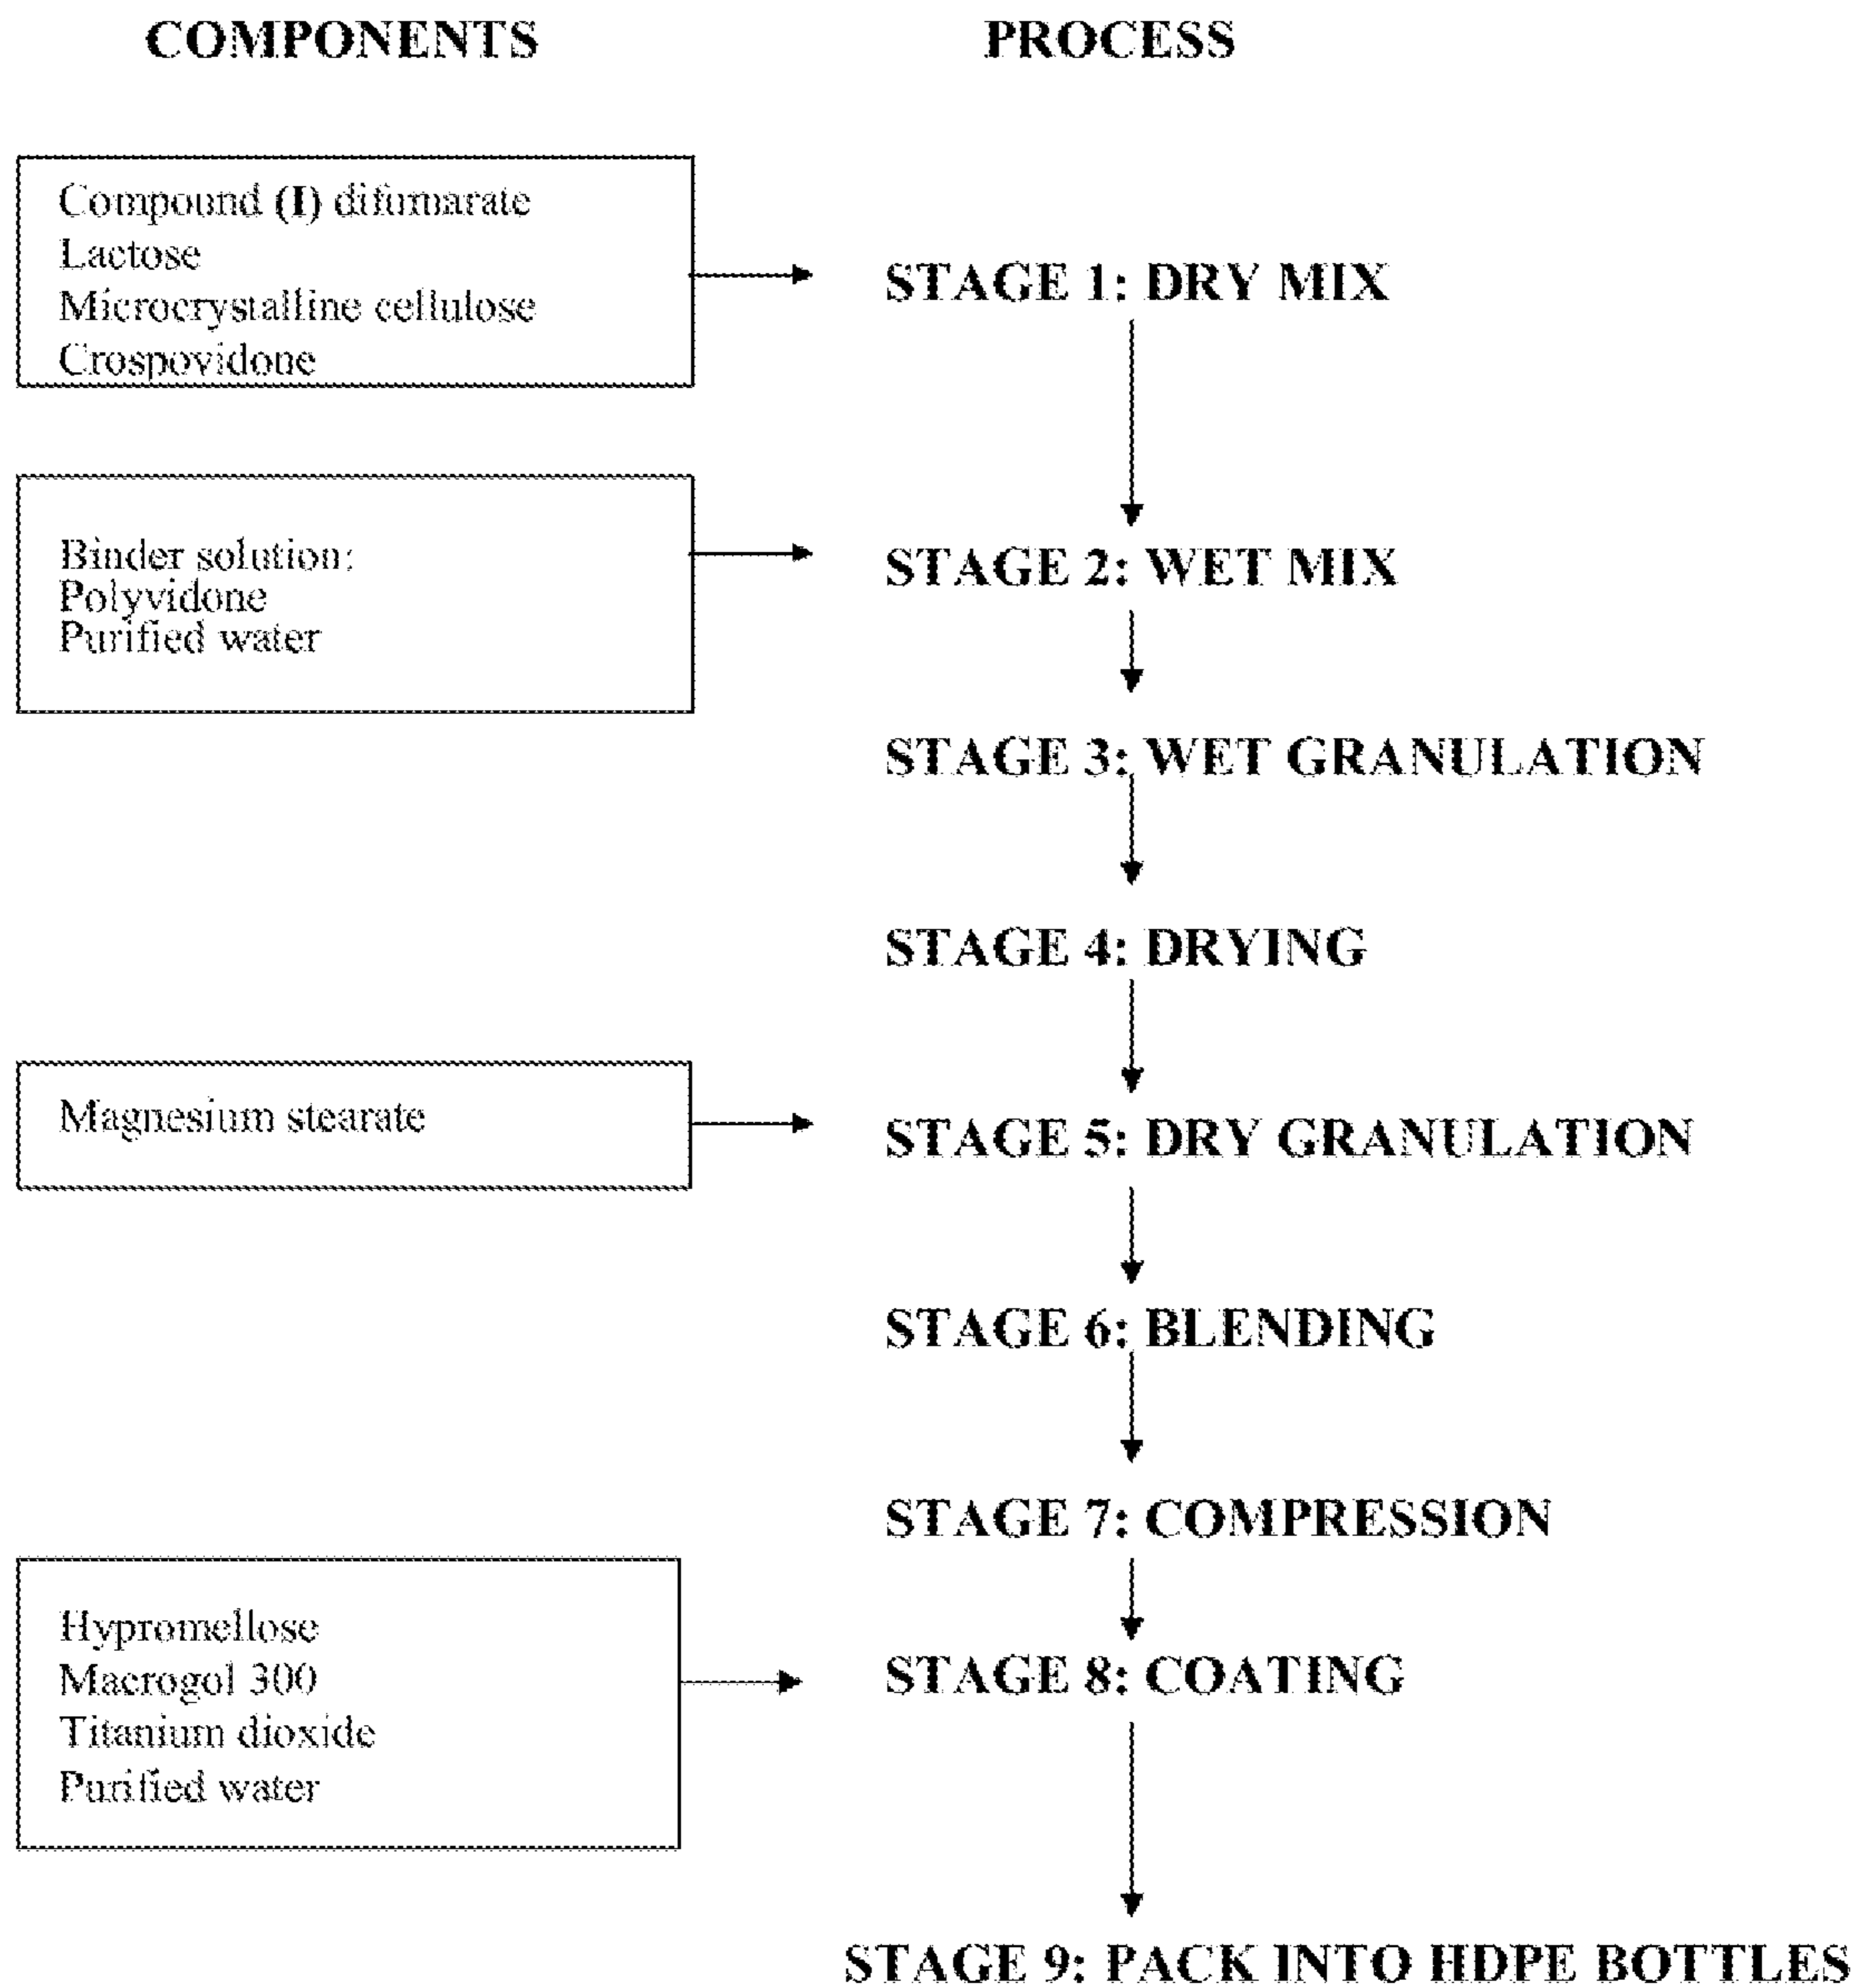 COMPONENTS
PROCESS
Compound (I) difumarate
Lactose
Microcrystalline cellulose
Crospovidone
STAGE 1: DRY MIX
Binder solution:
Polyvidone
Purified water
STAGE 2: WET MIX
STAGE 3: WET GRANULATION
STAGE 4: DRYING
Magnesium stearate
STAGE 5: DRY GRANULATION
STAGE 6: BLENDING
STAGE 7: COMPRESSION
Hypromellose
Macrogol 300
Titanium dioxide
Purified water
STAGE 8: COATING
STAGE 9: PACK INTO HDPE BOTTLES